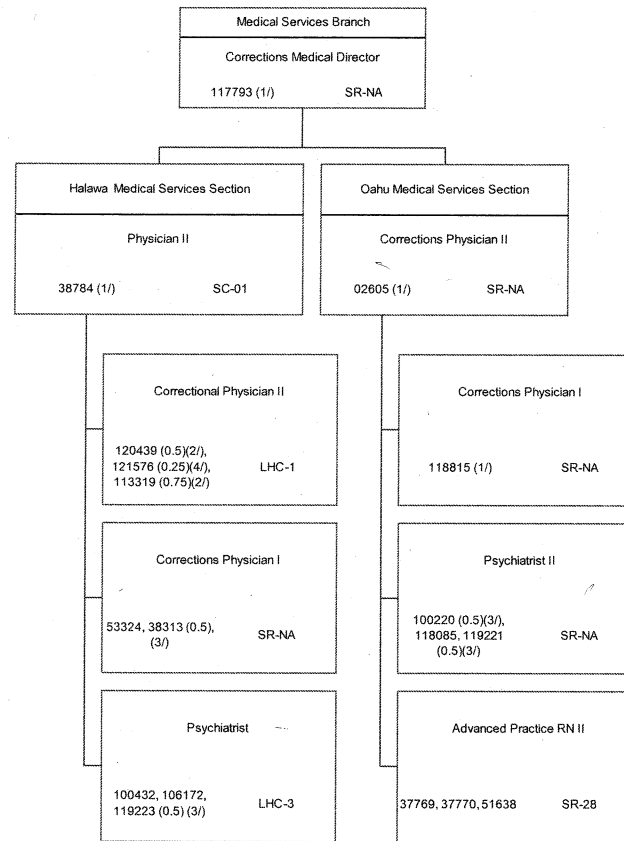 Medical Services Branch
Corrections Medical Director
117793 (1/) SR-NA
Halawa Medical Services Section
Physician II
38784 (1/) SC-01
Oahu Medical Services Section
Corrections Physician II
02605 (1/) SR-NA
Correctional Physician II
120439 (0.5)(2/),
121576 (0.25)(4/), LHC-1
113319 (0.75)(2/)
Corrections Physician I
53324, 38313 (0.5), SR-NA
(3/)
Psychiatrist
100432, 106172, LHC-3
119223 (0.5) (3/)
Corrections Physician I
118815 (1/) SR-NA
Psychiatrist II
100220 (0.5)(3/),
118085, 119221 SR-NA
(0.5)(3/)
Advanced Practice RN II
37769, 37770, 51638 SR-28